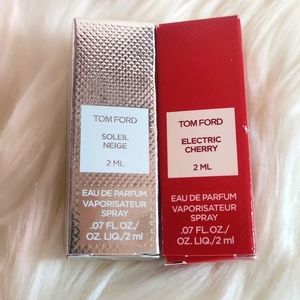 TOM FORD
SOLEIL
NEIGE
2 ML
EAU DE PARFUM
VAPORISATEUR
SPRAY
.07 FL. OZ./
OZ. LIQ./2 ml
TOM FORD
ELECTRIC
CHERRY
2 ML
EAU DE PARFUM
VAPORISATEUR
SPRAY
.07 FL. OZ./
OZ. LIQ./2 ml